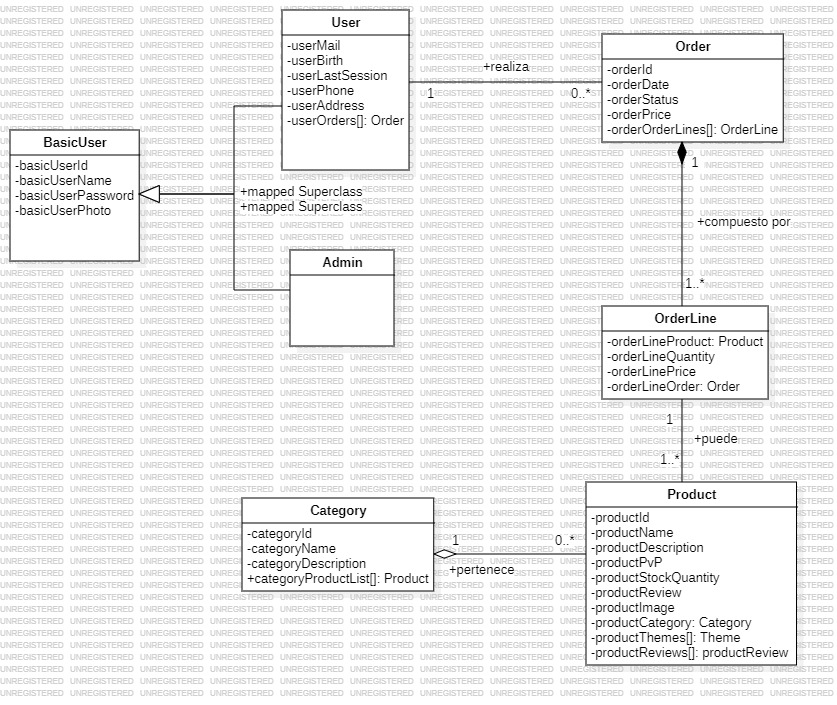 User
-userMail
-userBirth
-userLastSession
-userPhone
-userAddress
-userOrders[]: Order
+realiza
1
0..*
Order
-orderId
-orderDate
-orderStatus
-orderPrice
-orderOrderLines[]: OrderLine
BasicUser
-basicUserId
-basicUserName
-basicUserPassword
-basicUserPhoto
+mapped Superclass
+mapped Superclass
1
+compuesto por
1..*
Admin
OrderLine
-orderLineProduct: Product
-orderLineQuantity
-orderLinePrice
-orderLineOrder: Order
1
+puede
1..*
Category
-categoryId
-categoryName
-categoryDescription
+categoryProductList[]: Product
1
0..*
+pertenece
Product
-productId
-productName
-productDescription
-productPvP
-productStockQuantity
-productReview
-productImage
-productCategory: Category
-productThemes[]: Theme
-productReviews[]: productReview
UNREGISTERED